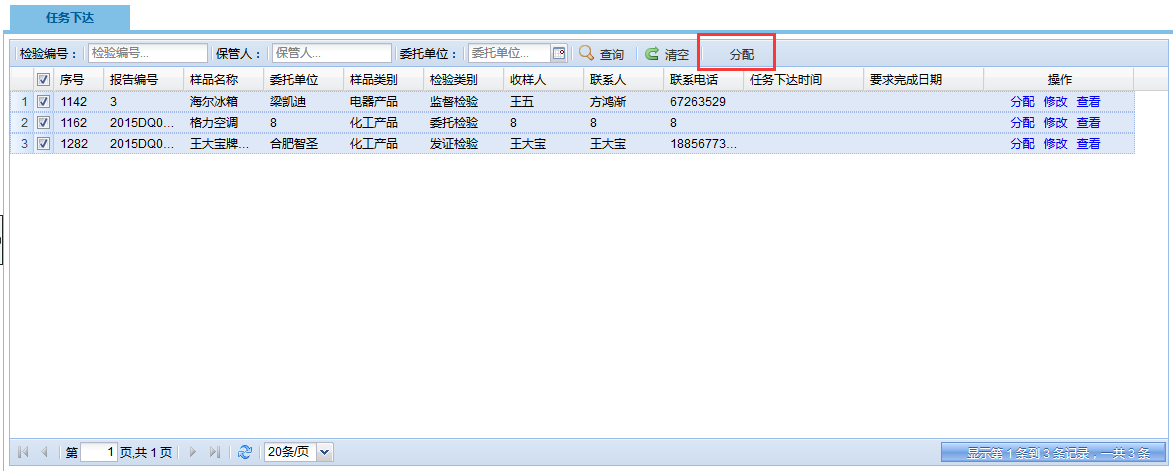 任务下达
检验编号： 检验编号... 保管人： 保管人... 委托单位： 委托单位... 查询 清空 分配
序号 报告编号 样品名称 委托单位 样品类别 检验类别 收样人 联系人 联系电话 任务下达时间 要求完成日期 操作
1 1142 3 海尔冰箱 梁凯迪 电器产品 监督检验 王五 方鸿渐 67263529 分配 修改 查看
2 1162 2015DQ0... 格力空调 8 化工产品 委托检验 8 8 8 分配 修改 查看
3 1282 2015DQ0... 王大宝牌... 合肥智圣 化工产品 发证检验 王大宝 王大宝 18856773... 分配 修改 查看
第 1 页,共 1 页 20条/页 显示第 1 条到 3 条记录，一共 3 条